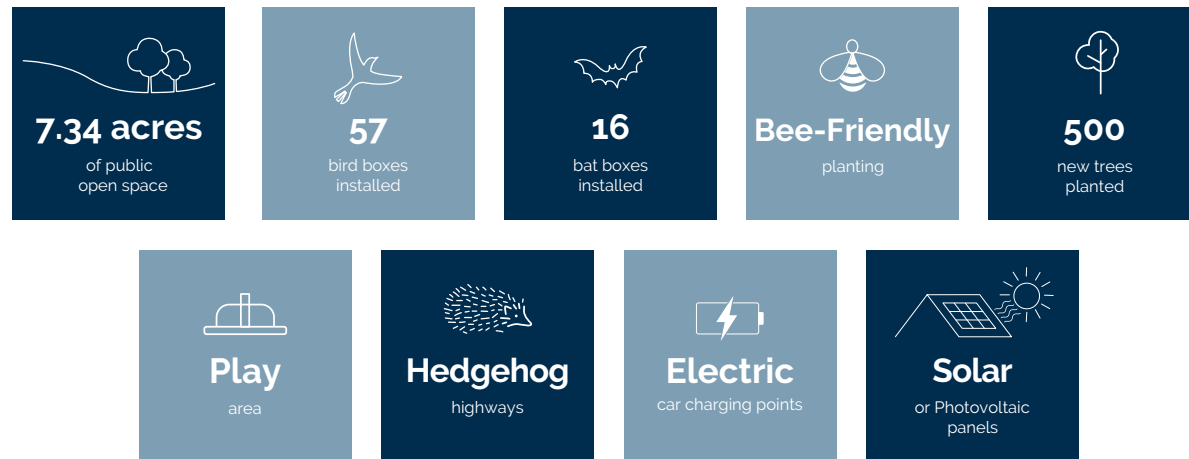 7.34 acres
of public
open space
57
bird boxes
installed
16
bat boxes
installed
Bee-Friendly
planting
500
new trees
planted
Play
area
Hedgehog
highways
Electric
car charging points
Solar
or Photovoltaic
panels